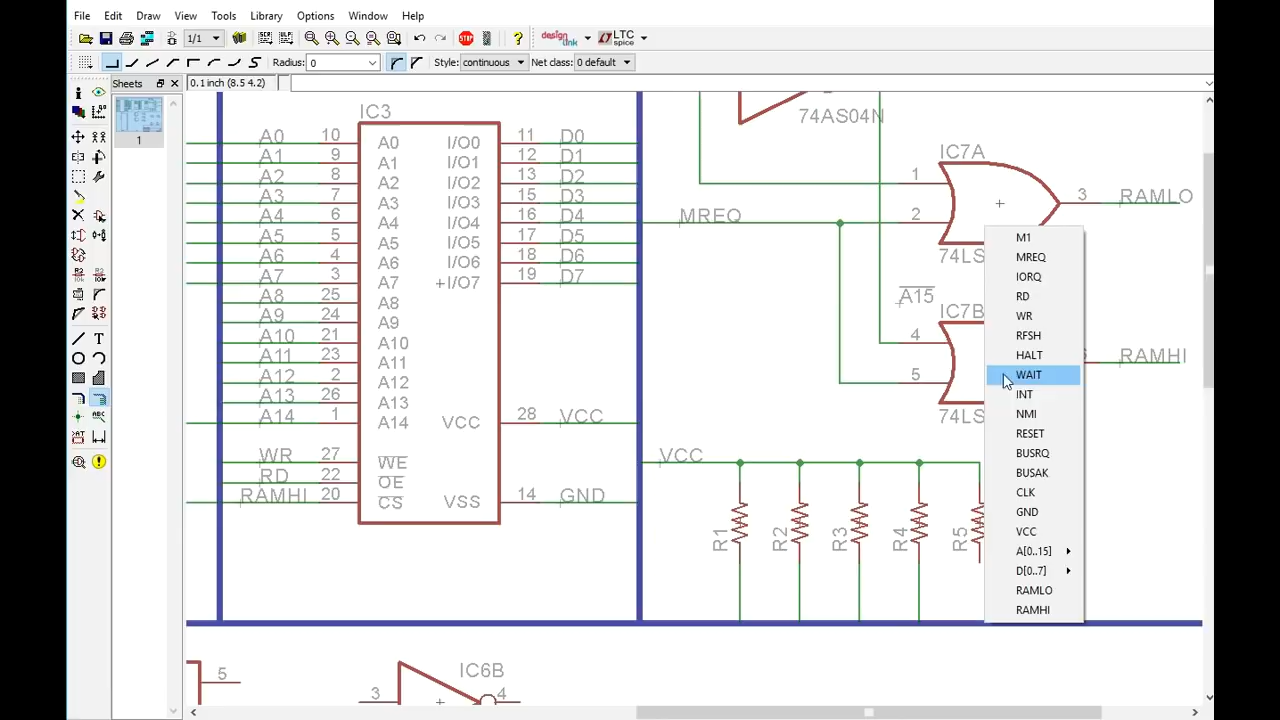 File Edit Draw View Tools Library Options Window Help
1/1 design link LTC spice
Radius: 0 Style: continuous Net class: 0 default
Sheets 0.1 inch (8.5 4.2)
1
IC3
A0 10 A0 I/O0 11 D0
A1 9 A1 I/O1 12 D1
A2 8 A2 I/O2 13 D2
A3 7 A3 I/O3 15 D3
A4 6 A4 I/O4 16 D4
A5 5 A5 I/O5 17 D5
A6 4 A6 I/O6 18 D6
A7 3 A7 +I/O7 19 D7
A8 25 A8
A9 24 A9
A10 21 A10
A11 23 A11
A12 2 A12
A13 26 A13
A14 1 A14 VCC 28 VCC
WR 27 WE
RD 22 OE
RAMHI 20 CS VSS 14 GND
74AS04N
IC7A
1
MREQ 2
3 RAMLO
74LS
A15
IC7B
4
5
RAMHI
74LS
VCC
R1 R2 R3 R4 R5
M1
MREQ
IORQ
RD
WR
RFSH
HALT
WAIT
INT
NMI
RESET
BUSRQ
BUSAK
CLK
GND
VCC
A[0..15]
D[0..7]
RAMLO
RAMHI
5
IC6B
3 4